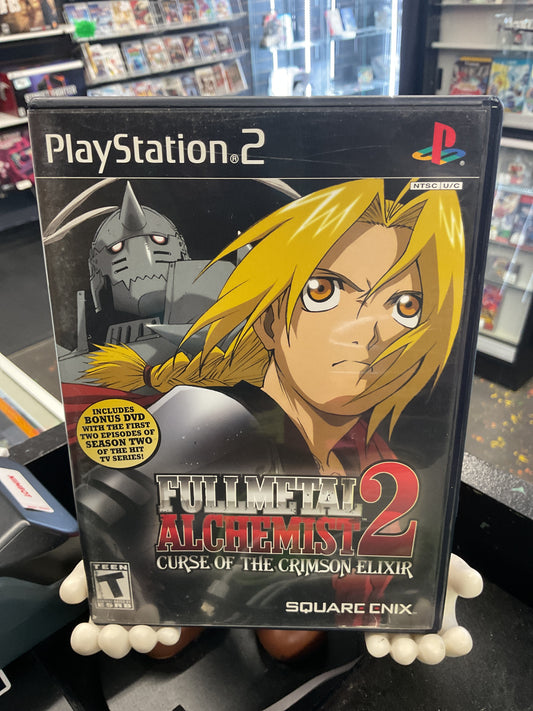 PlayStation®2
NTSC U/C
INCLUDES
BONUS DVD
WITH THE FIRST
TWO EPISODES OF
SEASON TWO
OF THE HIT
TV SERIES!
FULLMETAL
ALCHEMIST 2
CURSE OF THE CRIMSON ELIXIR
TEEN
T
ESRB
SQUARE ENIX